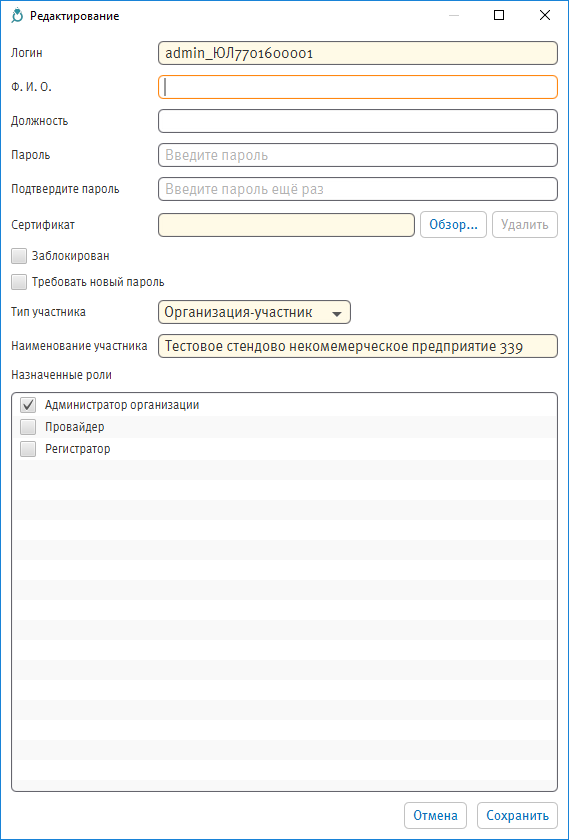 Редактирование
Логин admin_ЮЛ7701600001
Ф. И. О.
Должность
Пароль Введите пароль
Подтвердите пароль Введите пароль ещё раз
Сертификат Обзор... Удалить
Заблокирован
Требовать новый пароль
Тип участника Организация-участник
Наименование участника Тестовое стендово некомемерческое предприятие 339
Назначенные роли
Администратор организации
Провайдер
Регистратор
Отмена Сохранить